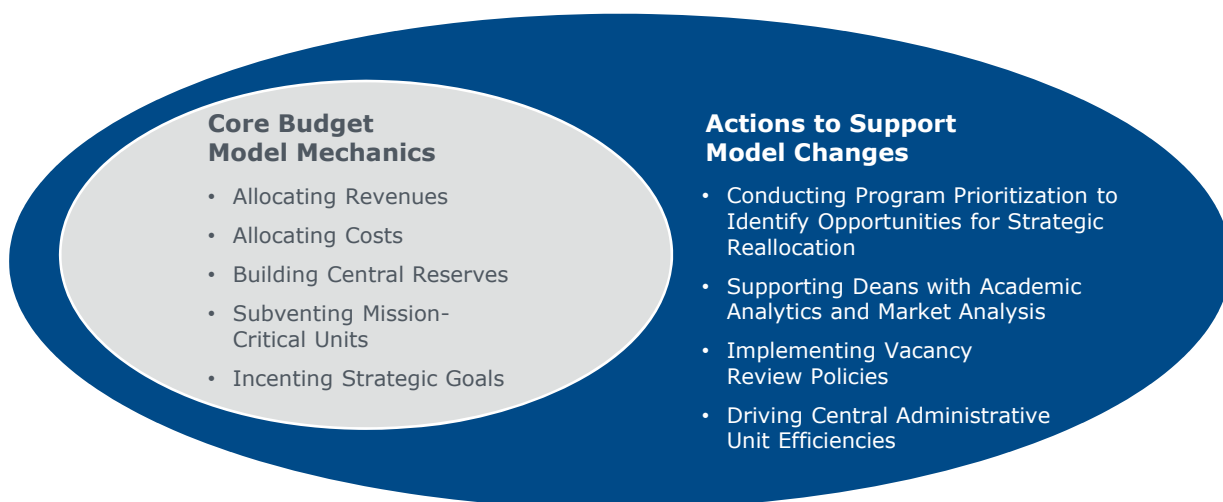 Core Budget
Model Mechanics
• Allocating Revenues
• Allocating Costs
• Building Central Reserves
• Subventing Mission-
Critical Units
• Incenting Strategic Goals
Actions to Support
Model Changes
• Conducting Program Prioritization to
Identify Opportunities for Strategic
Reallocation
• Supporting Deans with Academic
Analytics and Market Analysis
• Implementing Vacancy
Review Policies
• Driving Central Administrative
Unit Efficiencies